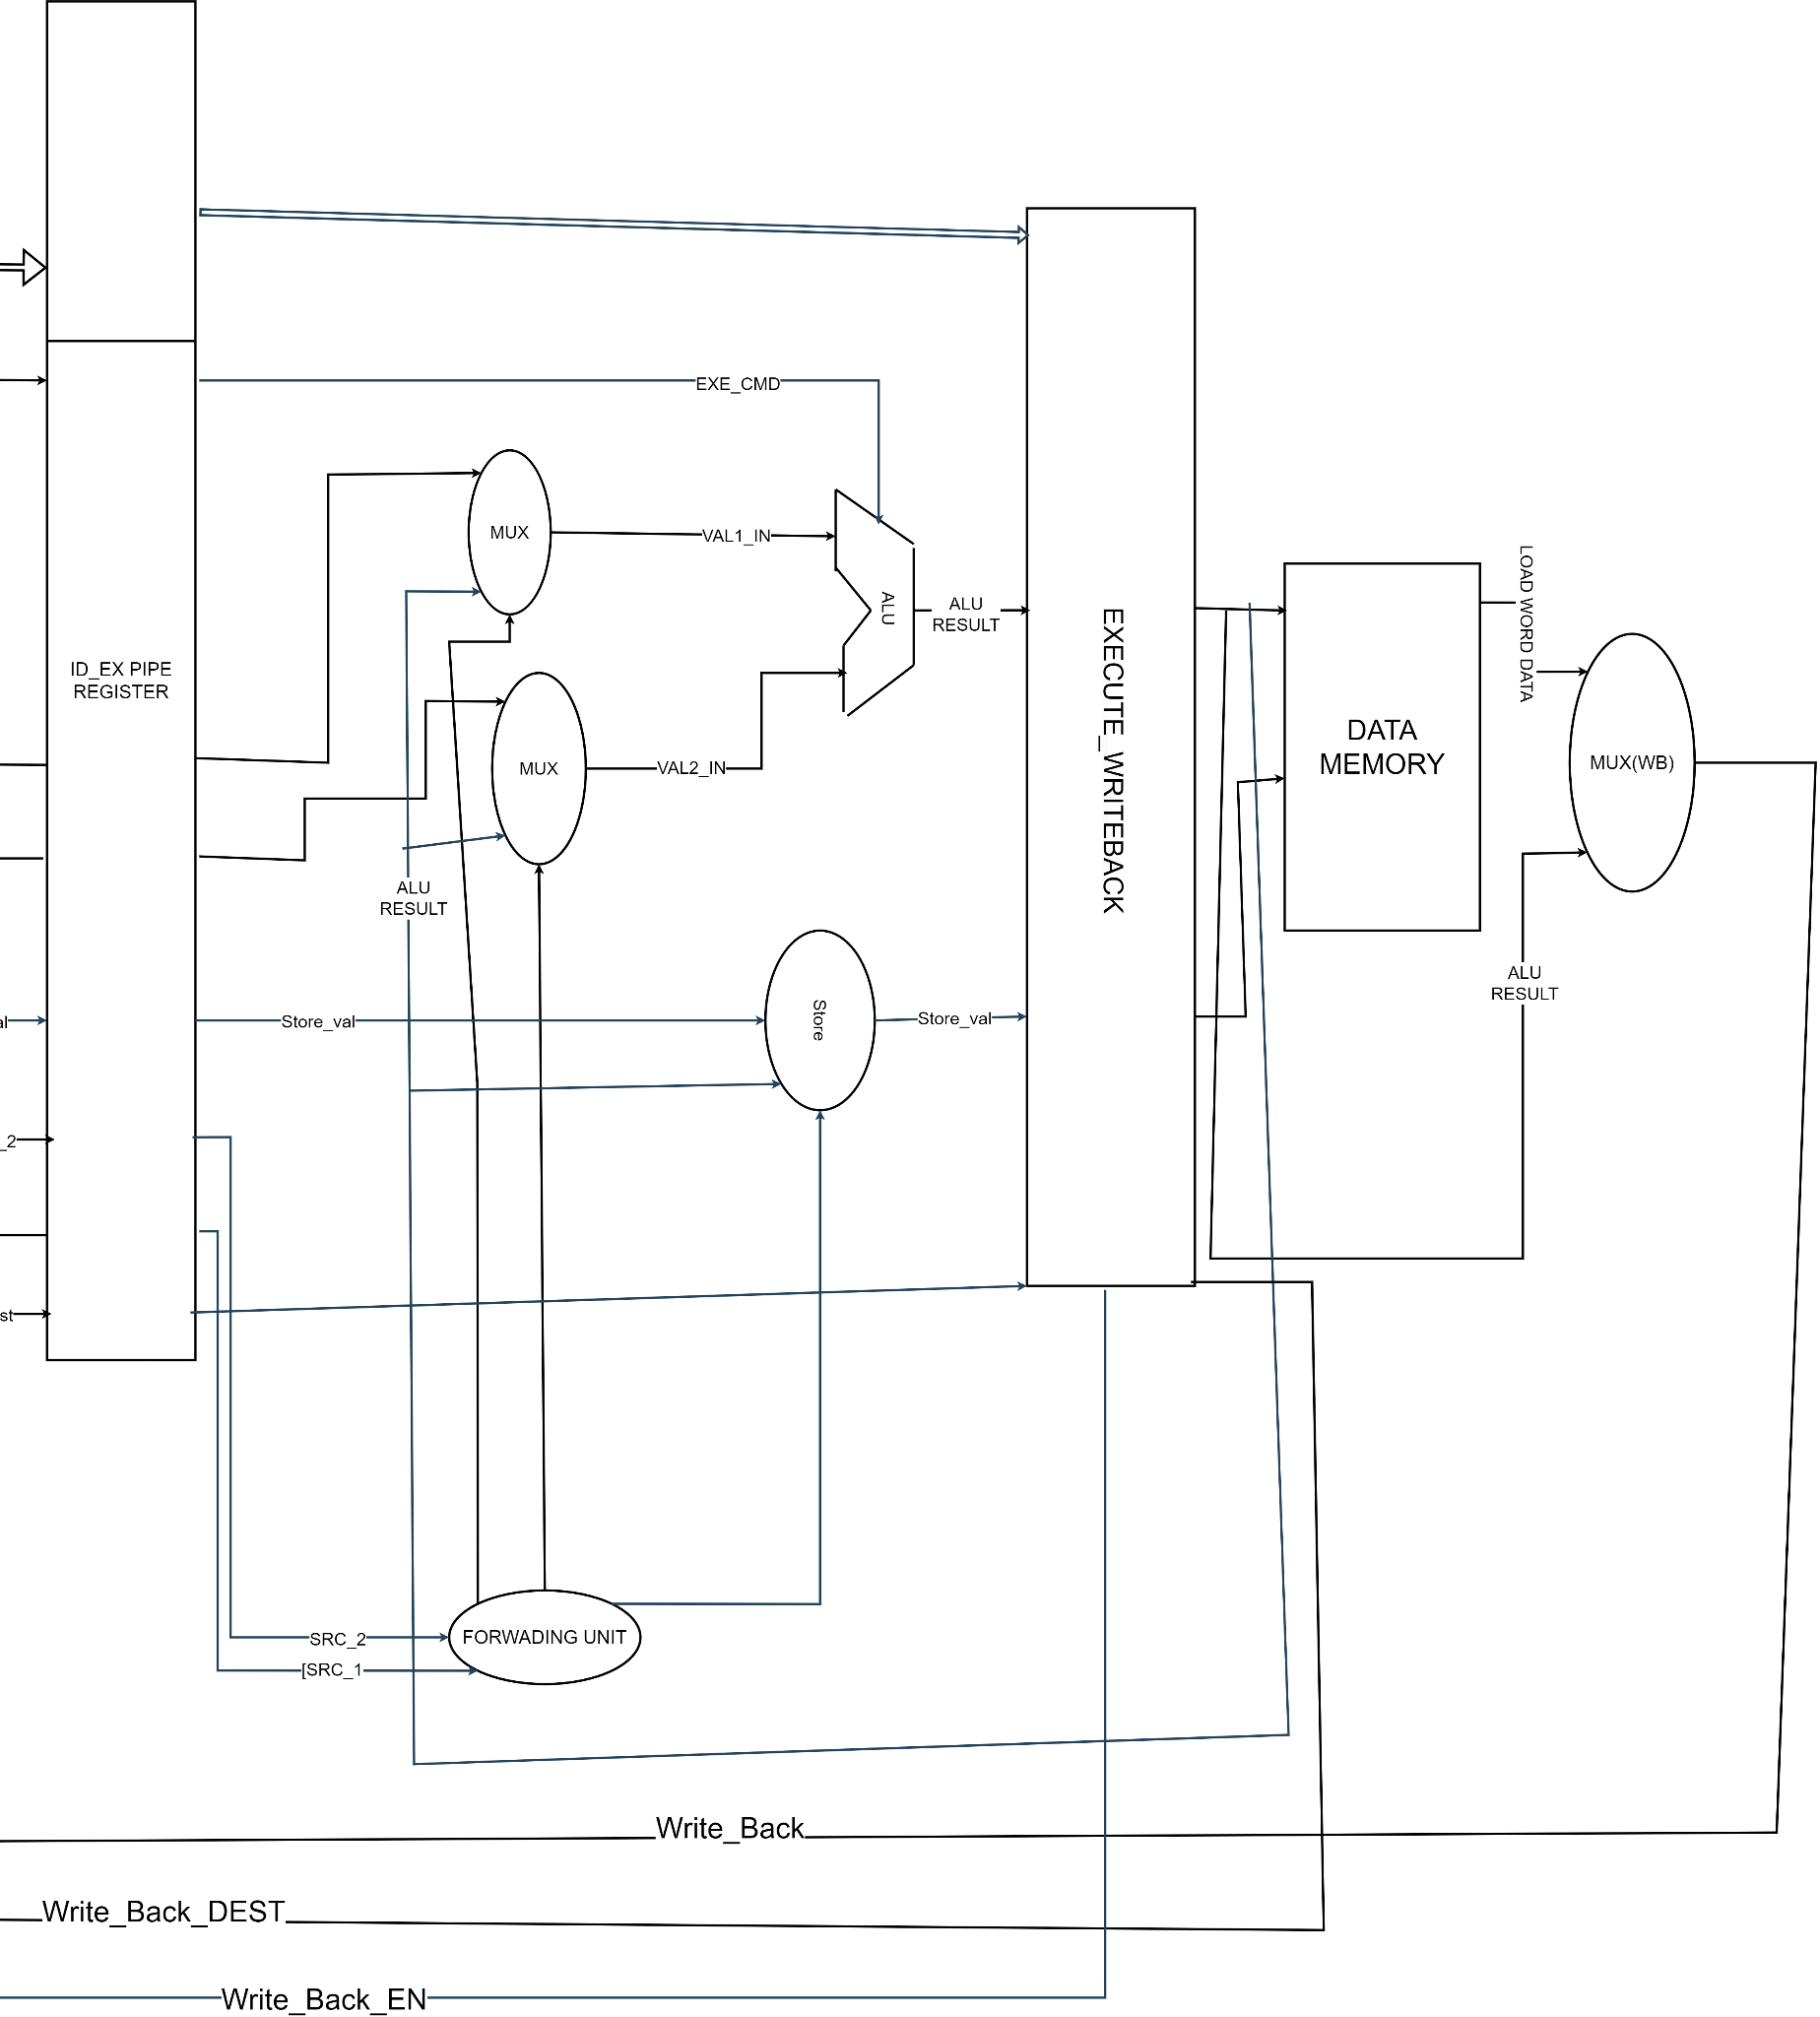 EXE_CMD
MUX
VAL1_IN
LOAD WORD DATA
ALU
ALU
RESULT
EXECUTE_WRITEBACK
ID_EX PIPE
REGISTER
DATA
MEMORY
MUX(WB)
MUX
VAL2_IN
ALU
RESULT
ALU
RESULT
al
Store_val
Store
Store_val
_2
st
SRC_2
FORWADING UNIT
[SRC_1
Write_Back
Write_Back_DEST
Write_Back_EN